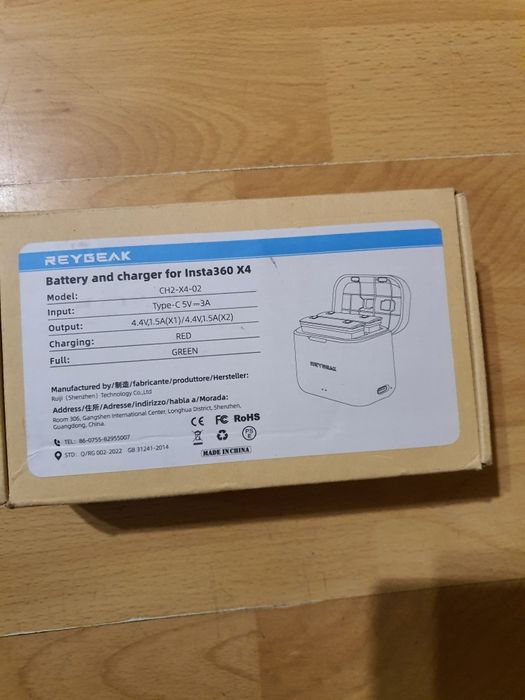 REYGEAK
Battery and charger for Insta360 X4
Model: CH2-X4-02
Input: Type-C 5V⎓3A
Output: 4.4V,1.5A(X1)/4.4V,1.5A(X2)
Charging: RED
Full: GREEN
Manufactured by/制造/fabricante/produttore/Hersteller:
Ruiji (Shenzhen) Technology Co.,Ltd
Address/住所/Adresse/indirizzo/habla a/Morada:
Room 306, Gangshen International Center, Longhua District, Shenzhen,
Guangdong, China.
TEL: 86-0755-82955007
STD: Q/RG 002-2022 GB 31241-2014
CE FC RoHS
MADE IN CHINA
REYGEAK